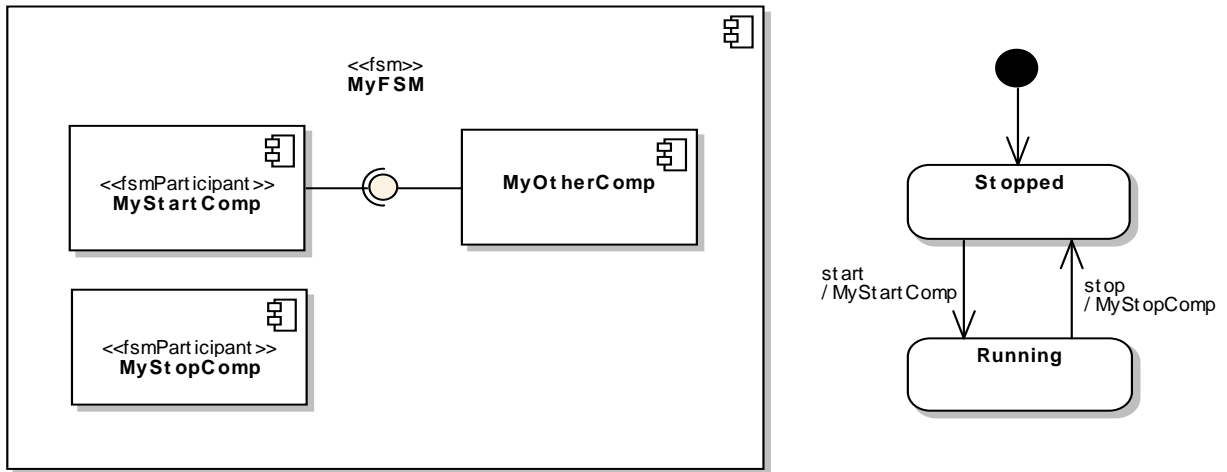 <<fsm>>
MyFSM
<<fsmParticipant>>
MyStartComp
MyOtherComp
<<fsmParticipant>>
MyStopComp
Stopped
start
/ MyStartComp
stop
/ MyStopComp
Running